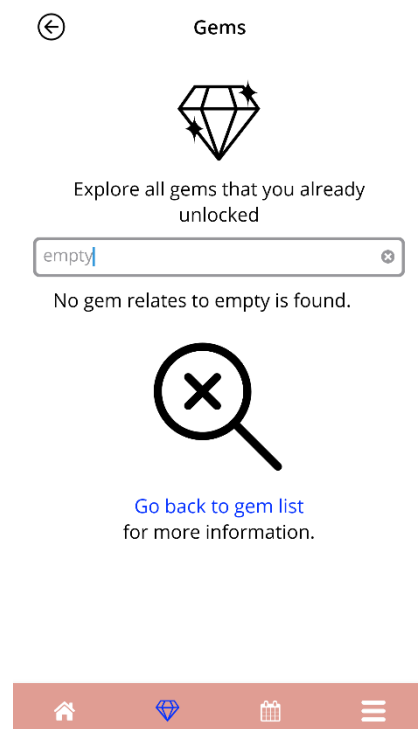 Gems
Explore all gems that you already
unlocked
empty
No gem relates to empty is found.
Go back to gem list
for more information.